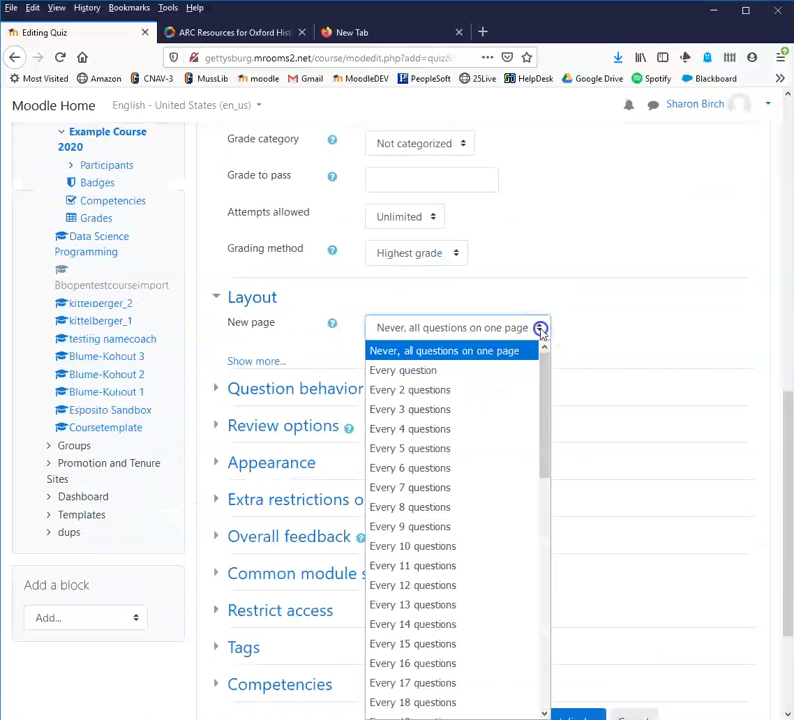 File Edit View History Bookmarks Tools Help
Editing Quiz ARC Resources for Oxford Hist New Tab
gettysburg.mrooms2.net/course/modedit.php?add=quiz&
Most Visited Amazon CNAV-3 MusLib moodle Gmail MoodleDEV PeopleSoft 25Live HelpDesk Google Drive Spotify Blackboard
Moodle Home English - United States (en_us) Sharon Birch
Example Course
2020
Participants
Badges
Competencies
Grades
Data Science
Programming
Bbopentestcourseimport
kittelberger_2
kittelberger_1
testing namecoach
Blume-Kohout 3
Blume-Kohout 2
Blume-Kohout 1
Esposito Sandbox
Coursetemplate
Groups
Promotion and Tenure
Sites
Dashboard
Templates
dups
Add a block
Add...
Grade category Not categorized
Grade to pass
Attempts allowed Unlimited
Grading method Highest grade
Layout
New page Never, all questions on one page
Show more...
Question behavior
Review options
Appearance
Extra restrictions o
Overall feedback
Common module s
Restrict access
Tags
Competencies
Never, all questions on one page
Every question
Every 2 questions
Every 3 questions
Every 4 questions
Every 5 questions
Every 6 questions
Every 7 questions
Every 8 questions
Every 9 questions
Every 10 questions
Every 11 questions
Every 12 questions
Every 13 questions
Every 14 questions
Every 15 questions
Every 16 questions
Every 17 questions
Every 18 questions